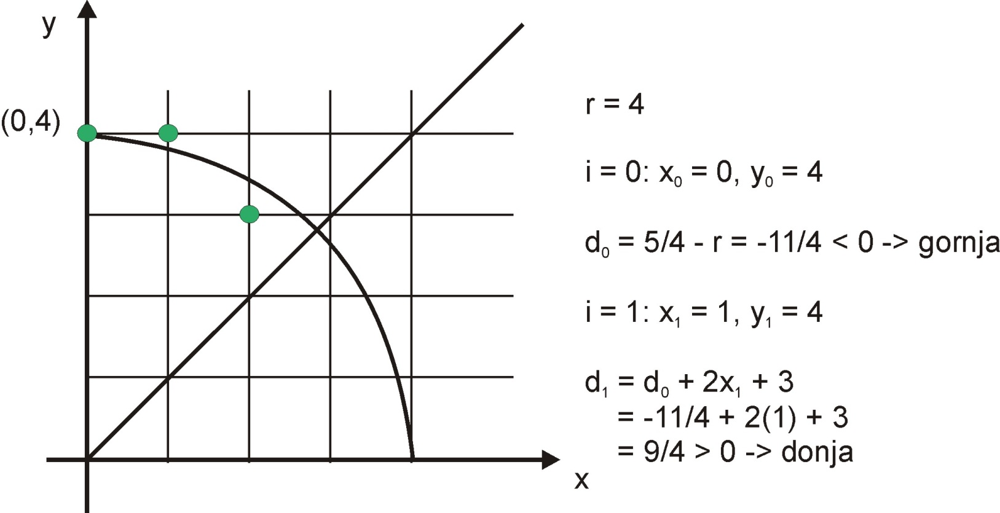 y
(0,4)
x
r = 4
i = 0: x₀ = 0, y₀ = 4
d₀ = 5/4 - r = -11/4 < 0 -> gornja
i = 1: x₁ = 1, y₁ = 4
d₁ = d₀ + 2x₁ + 3
= -11/4 + 2(1) + 3
= 9/4 > 0 -> donja